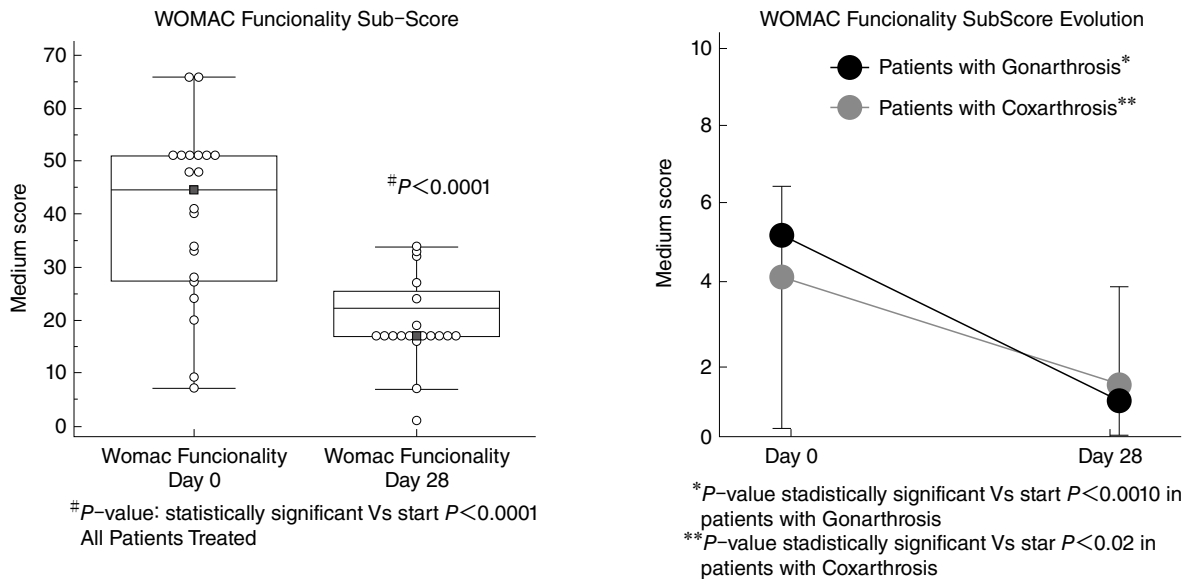 WOMAC Funcionality Sub-Score
70
60
50
40
30
20
10
0
Medium score
#P<0.0001
Womac Funcionality
Day 0
Womac Funcionality
Day 28
#P-value: statistically significant Vs start P<0.0001
All Patients Treated
WOMAC Funcionality SubScore Evolution
10
8
6
4
2
0
Medium score
Patients with Gonarthrosis*
Patients with Coxarthrosis**
Day 0
Day 28
*P-value stadistically significant Vs start P<0.0010 in
patients with Gonarthrosis
**P-value stadistically significant Vs star P<0.02 in
patients with Coxarthrosis